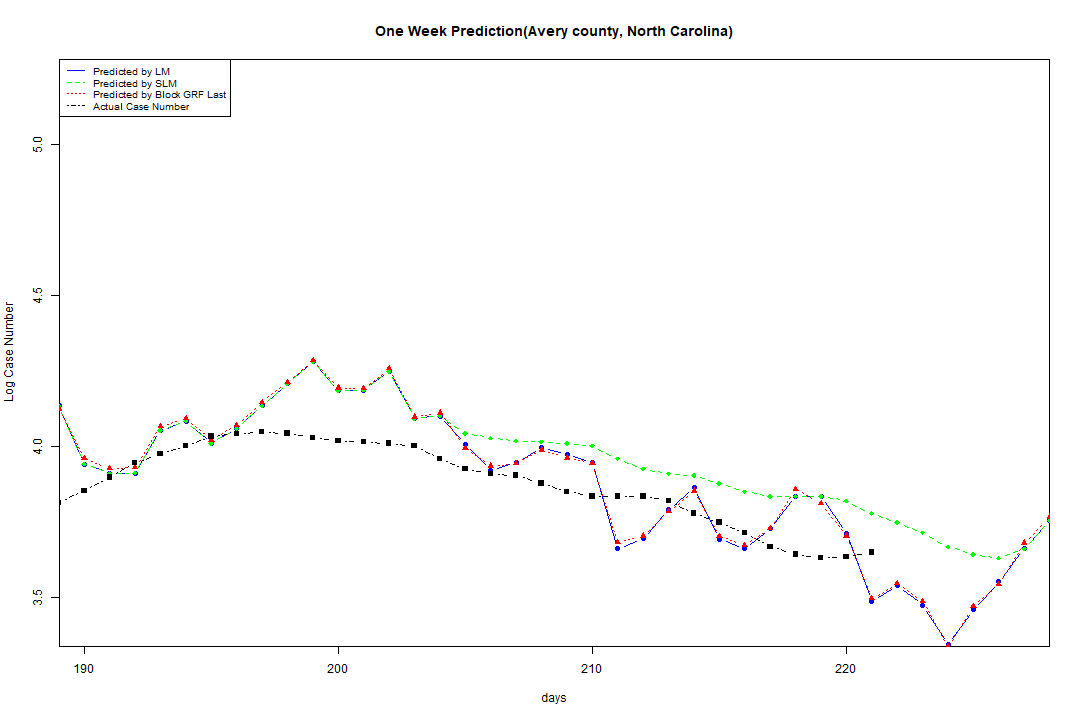 One Week Prediction(Avery county, North Carolina)
Predicted by LM
Predicted by SLM
Predicted by Block GRF Last
Actual Case Number
5.0
4.5
4.0
3.5
Log Case Number
190 200 210 220
days